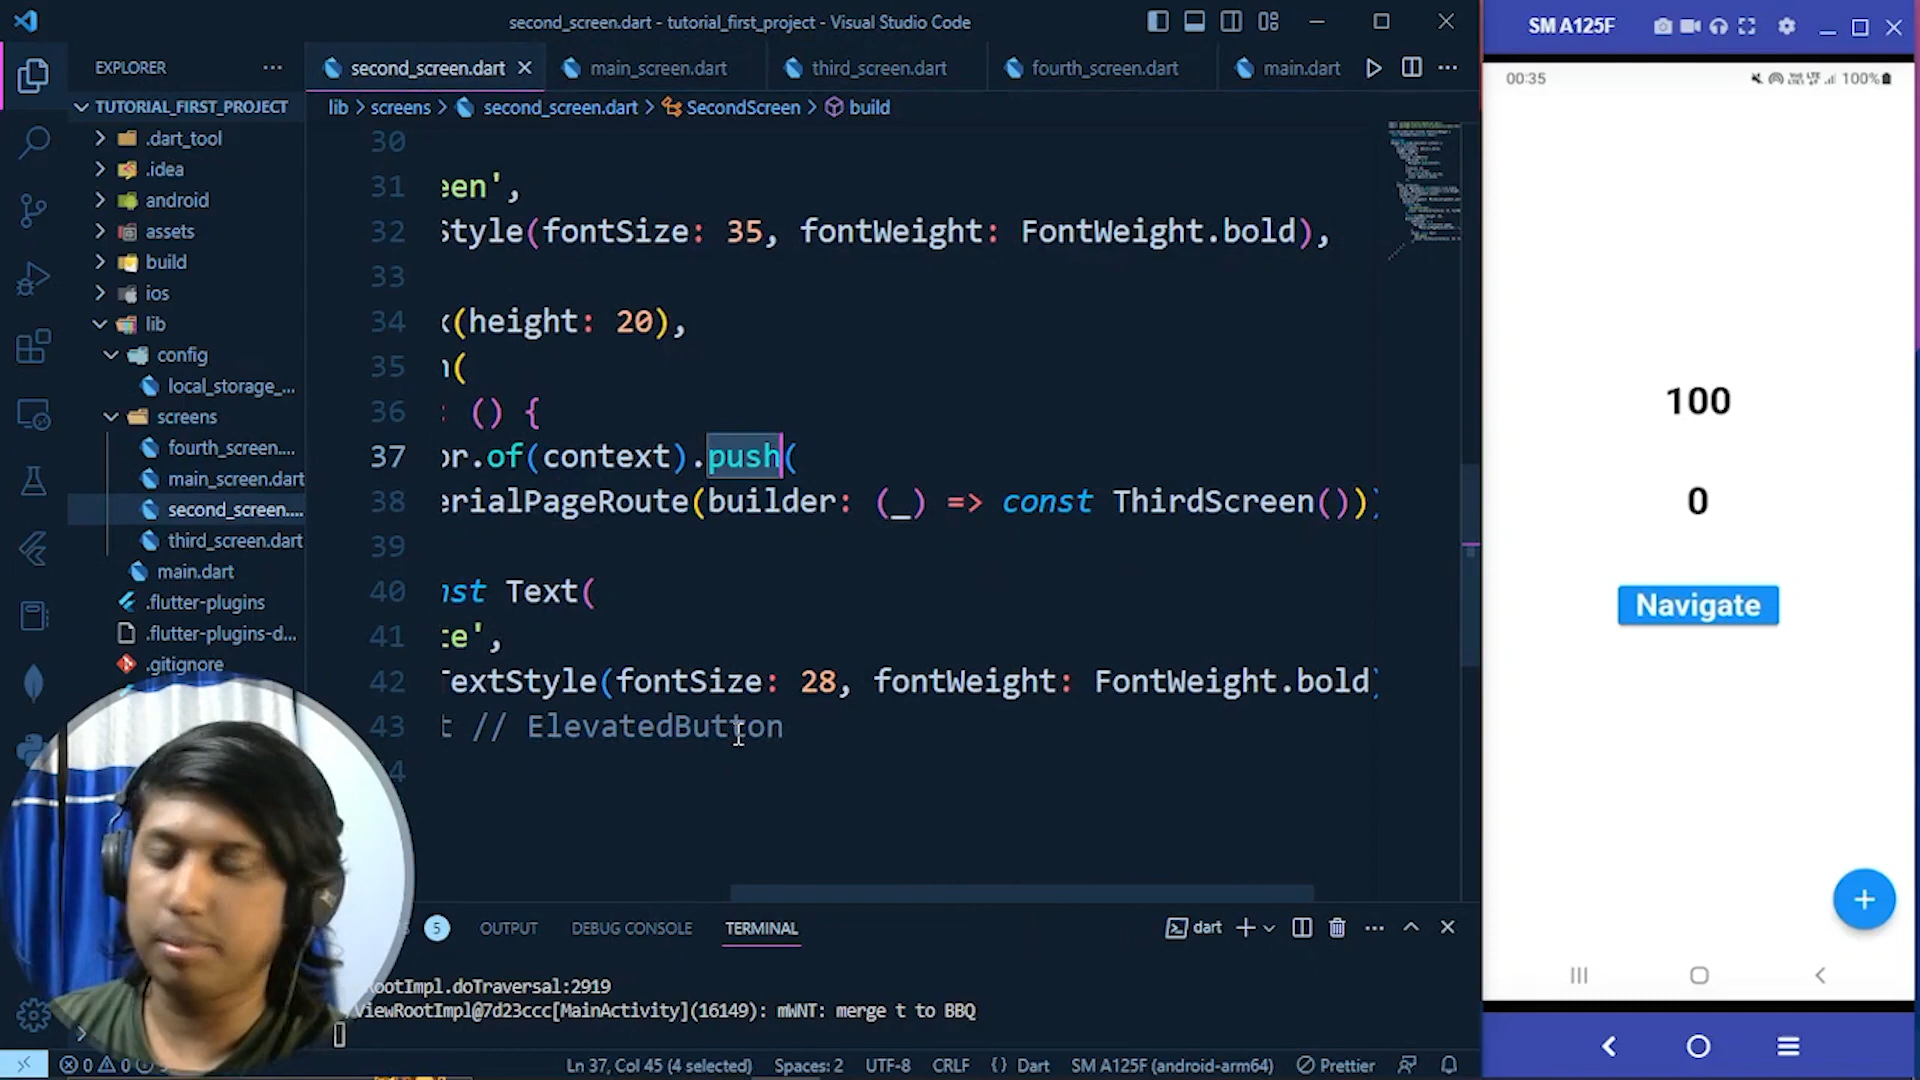 second_screen.dart - tutorial_first_project - Visual Studio Code
EXPLORER
second_screen.dart
main_screen.dart
third_screen.dart
fourth_screen.dart
main.dart
TUTORIAL_FIRST_PROJECT
lib > screens > second_screen.dart > SecondScreen > build
.dart_tool
.idea
android
assets
build
ios
lib
config
local_storage_...
screens
fourth_screen....
main_screen.dart
second_screen....
third_screen.dart
main.dart
.flutter-plugins
.flutter-plugins-d...
.gitignore
30
31 een',
32 Style(fontSize: 35, fontWeight: FontWeight.bold),
33
34 x(height: 20),
35 n(
36 : () {
37 or.of(context).push(
38 erialPageRoute(builder: (_) => const ThirdScreen())
39
40 nst Text(
41 te',
42 TextStyle(fontSize: 28, fontWeight: FontWeight.bold)
43 t // ElevatedButton
5 OUTPUT DEBUG CONSOLE TERMINAL
dart
RootImpl.doTraversal:2919
ViewRootImpl@7d23ccc[MainActivity](16149): mWNT: merge t to BBQ
0 0
Ln 37, Col 45 (4 selected) Spaces: 2 UTF-8 CRLF {} Dart SM A125F (android-arm64) Prettier
SM A125F
00:35
100%
100
0
Navigate
+